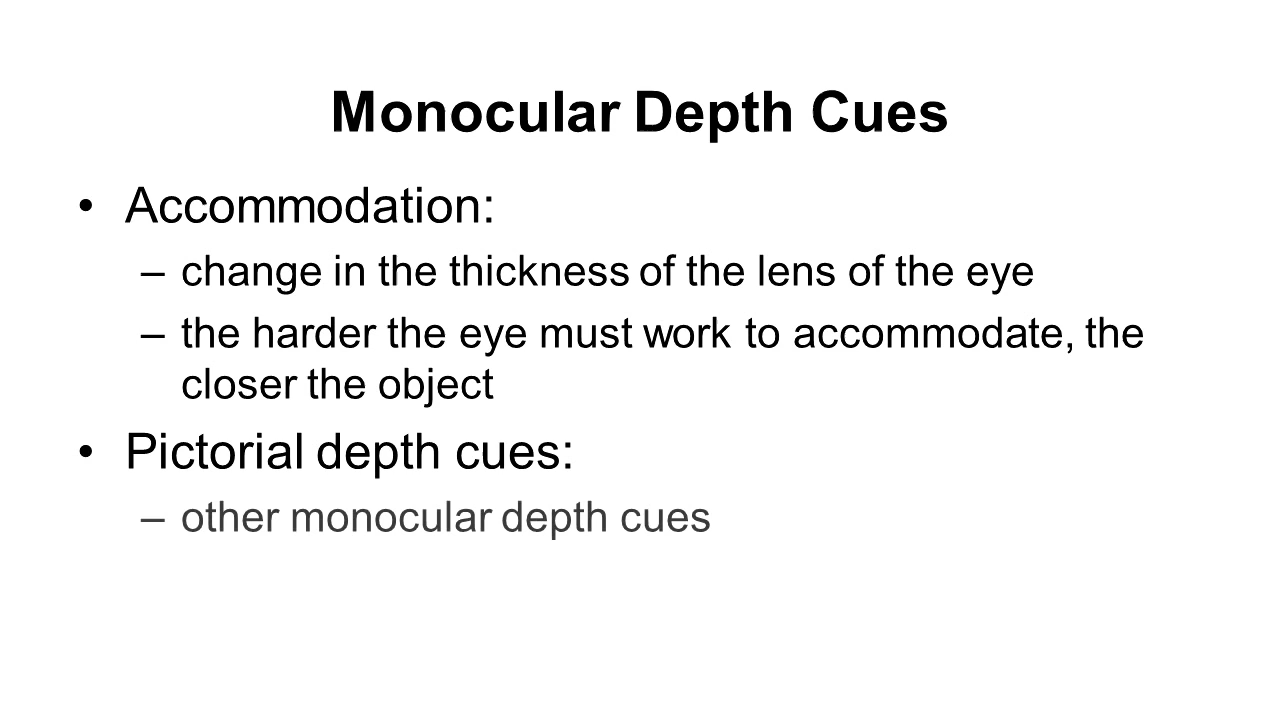 Monocular Depth Cues
• Accommodation:
– change in the thickness of the lens of the eye
– the harder the eye must work to accommodate, the
closer the object
• Pictorial depth cues:
– other monocular depth cues